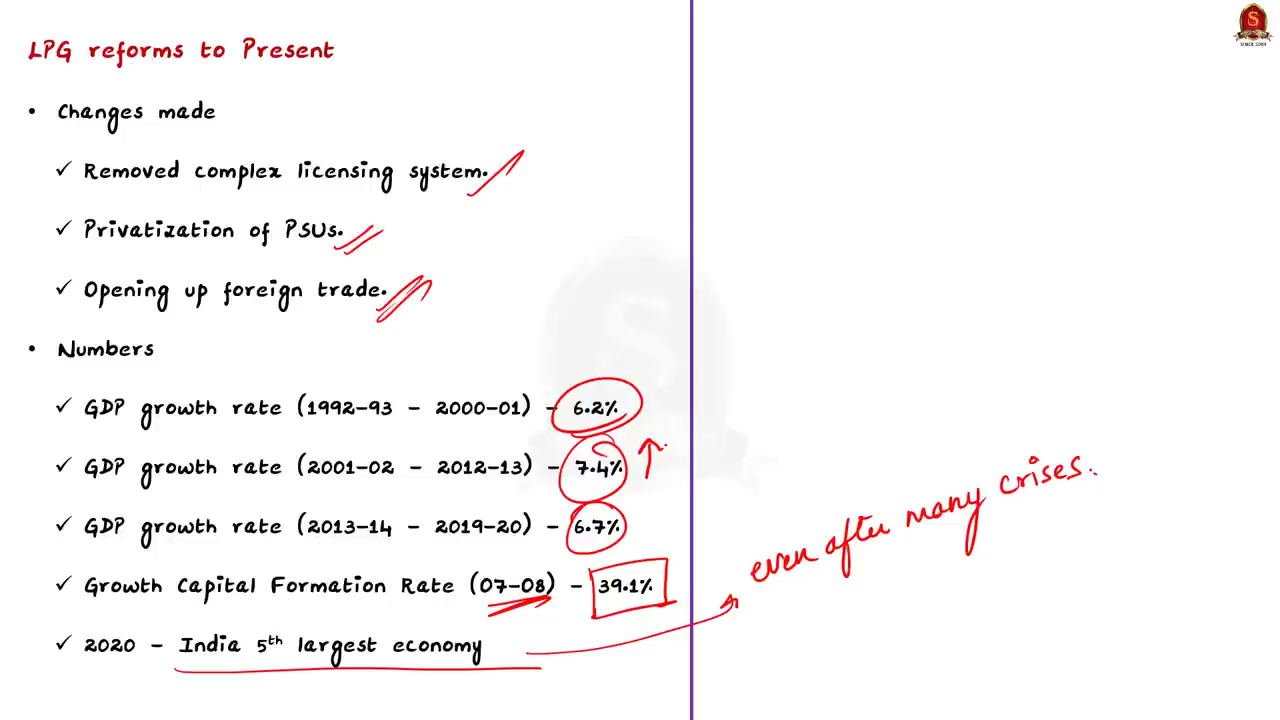 LPG reforms to Present
• Changes made
✓ Removed complex licensing system.
✓ Privatization of PSUs.
✓ Opening up foreign trade.
• Numbers
✓ GDP growth rate (1992-93 - 2000-01) - 6.2%
✓ GDP growth rate (2001-02 - 2012-13) - 7.4%
✓ GDP growth rate (2013-14 - 2019-20) - 6.7%
✓ Growth Capital Formation Rate (07-08) - 39.1%
✓ 2020 - India 5th largest economy
even after many crises.
S
SINCE 2004